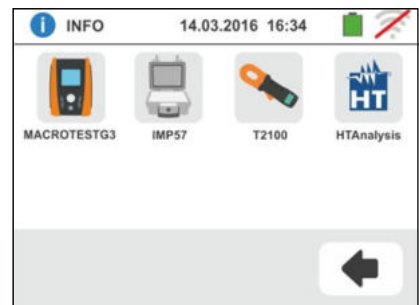 INFO 14.03.2016 16:34
HT
MACROTESTG3 IMP57 T2100 HTAnalysis